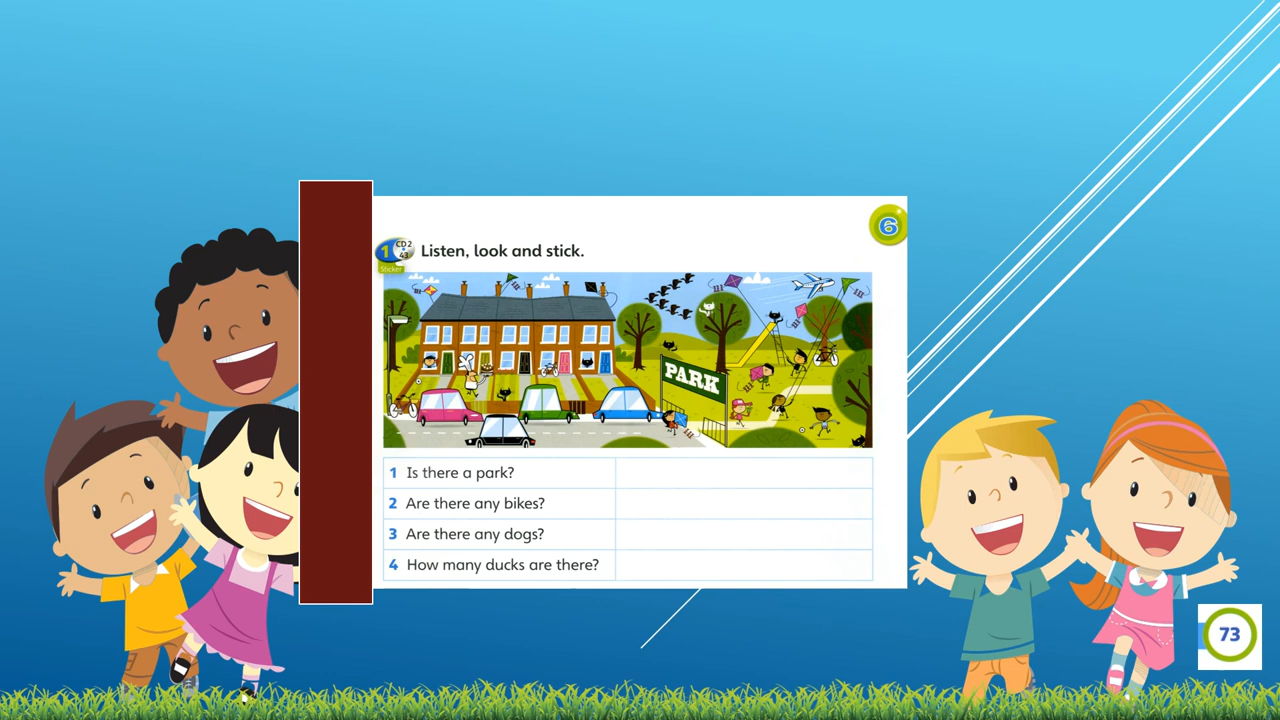 6
1 CD2 43 Listen, look and stick.
Sticker
PARK
1 Is there a park?
2 Are there any bikes?
3 Are there any dogs?
4 How many ducks are there?
73